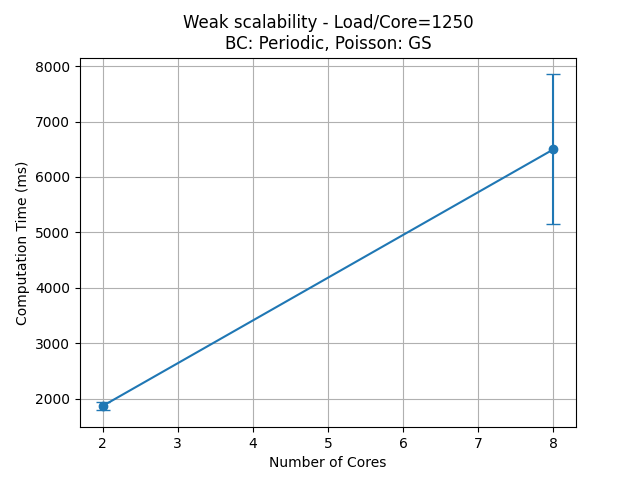 Weak scalability - Load/Core=1250
BC: Periodic, Poisson: GS
8000
7000
6000
5000
4000
3000
2000
Computation Time (ms)
2 3 4 5 6 7 8
Number of Cores